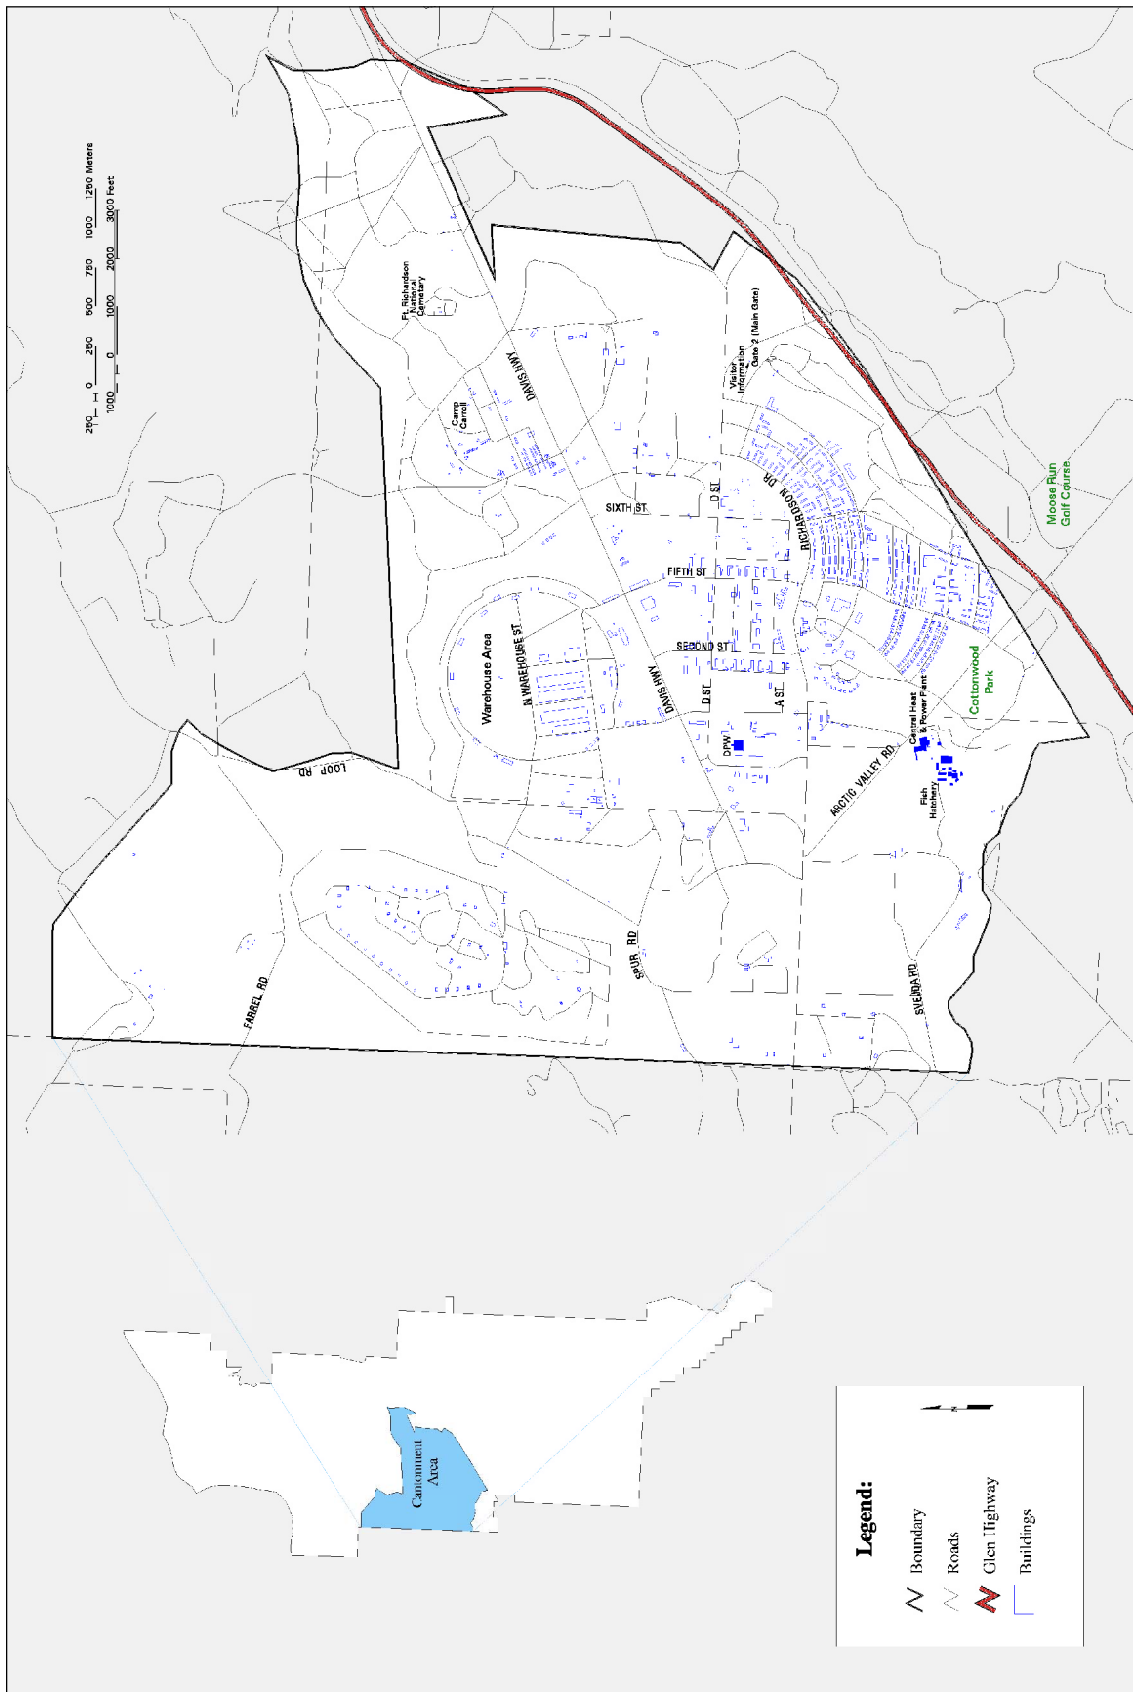 250 0 250 500 750 1000 1250 Meters
1000 0 1000 2000 3000 Feet
Ft. Richardson
National
Cemetary
DAVIS HWY
Camp
Carroll
Visitor
Information
Gate 2 (Main Gate)
SIXTH ST
D ST
RICHARDSON DR
Moose Run
Golf Course
FIFTH ST
Warehouse Area
N WAREHOUSE ST
SECOND ST
DAVIS HWY
D ST
A ST
Cottonwood
Park
LOOP RD
DPW
Central Heat
& Power Plant
ARCTIC VALLEY RD
Fish
Hatchery
FARREL RD
SPUR RD
Cantonment
Area
Legend:
Boundary
Roads
Glen Highway
Buildings
N